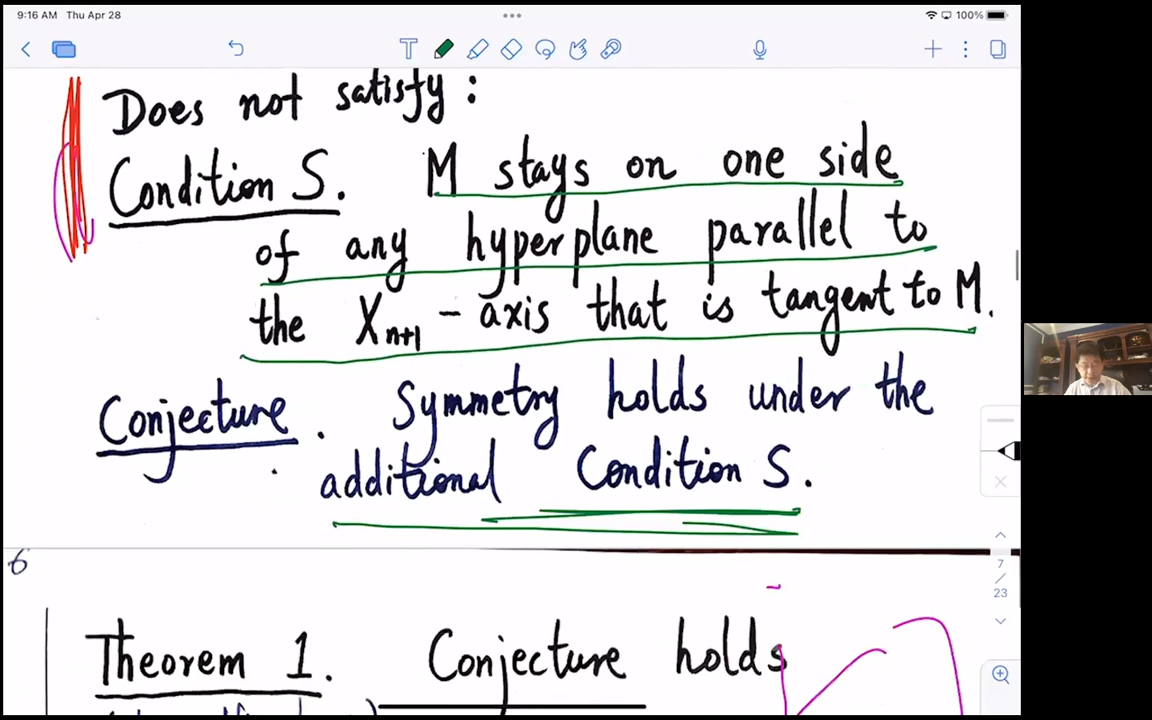 9:16 AM Thu Apr 28
100%
Does not satisfy:
Condition S. M stays on one side
of any hyperplane parallel to
the Xn+1 - axis that is tangent to M.
Conjecture. Symmetry holds under the
additional Condition S.
6
7
/
23
Theorem 1. Conjecture holds